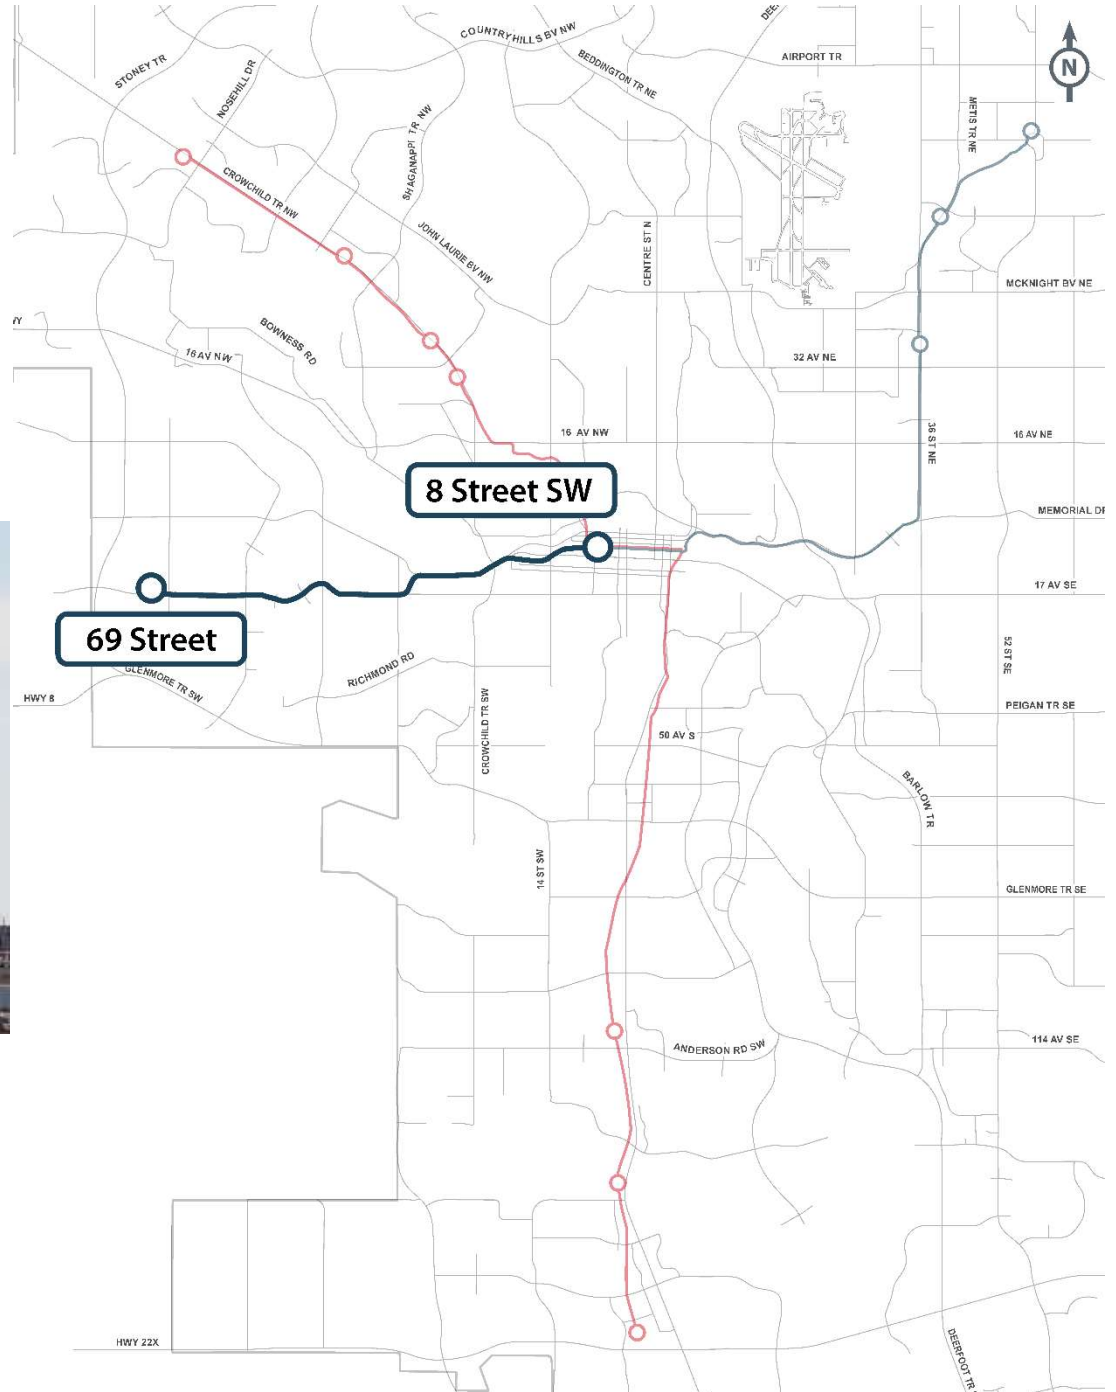 COUNTRYHILLS BV NW
STONEY TR
NOSEHILL DR
BEDDINGTON TR NE
AIRPORT TR
N
METIS TR NE
SHAGANAPPI TR NW
CROWCHILD TR NW
JOHN LAURIE BV NW
CENTRE ST N
MCKNIGHT BV NE
BOWNESS RD
16 AV NW
32 AV NE
16 AV NW
36 ST NE
16 AV NE
8 Street SW
MEMORIAL DR
17 AV SE
69 Street
GLENMORE TR SW
RICHMOND RD
52 ST SE
HWY 8
CROWCHILD TR SW
PEIGAN TR SE
50 AV S
BARLOW TR
14 ST SW
GLENMORE TR SE
ANDERSON RD SW
114 AV SE
HWY 22X
DEERFOOT TR